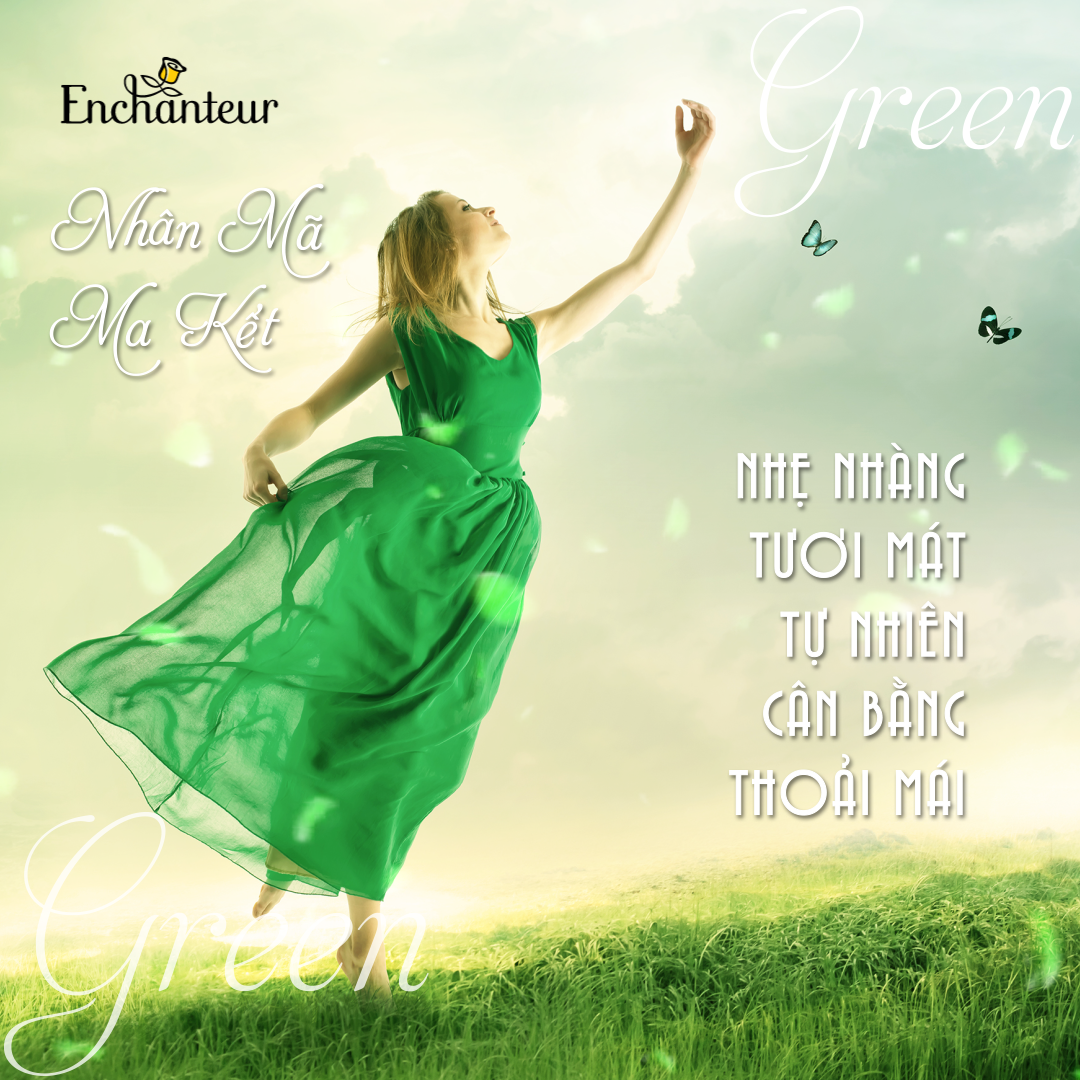 Enchanteur
Green
Nhân Mã
Ma Kết
NHẸ NHÀNG
TƯƠI MÁT
TỰ NHIÊN
CÂN BẰNG
THOẢI MÁI
Green